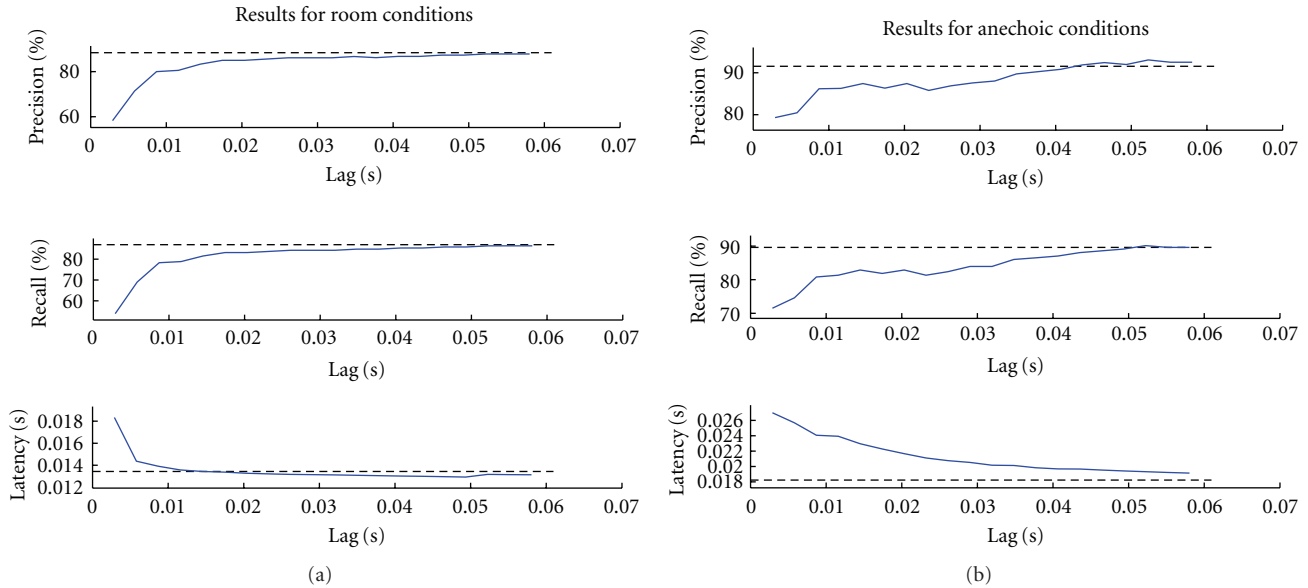 Results for room conditions
Precision (%)
80
60
0 0.01 0.02 0.03 0.04 0.05 0.06 0.07
Lag (s)
Recall (%)
80
70
60
0 0.01 0.02 0.03 0.04 0.05 0.06 0.07
Lag (s)
Latency (s)
0.018
0.016
0.014
0.012
0 0.01 0.02 0.03 0.04 0.05 0.06 0.07
Lag (s)
(a)
Results for anechoic conditions
Precision (%)
90
80
0 0.01 0.02 0.03 0.04 0.05 0.06 0.07
Lag (s)
Recall (%)
90
80
70
0 0.01 0.02 0.03 0.04 0.05 0.06 0.07
Lag (s)
Latency (s)
0.026
0.024
0.022
0.02
0.018
0 0.01 0.02 0.03 0.04 0.05 0.06 0.07
Lag (s)
(b)